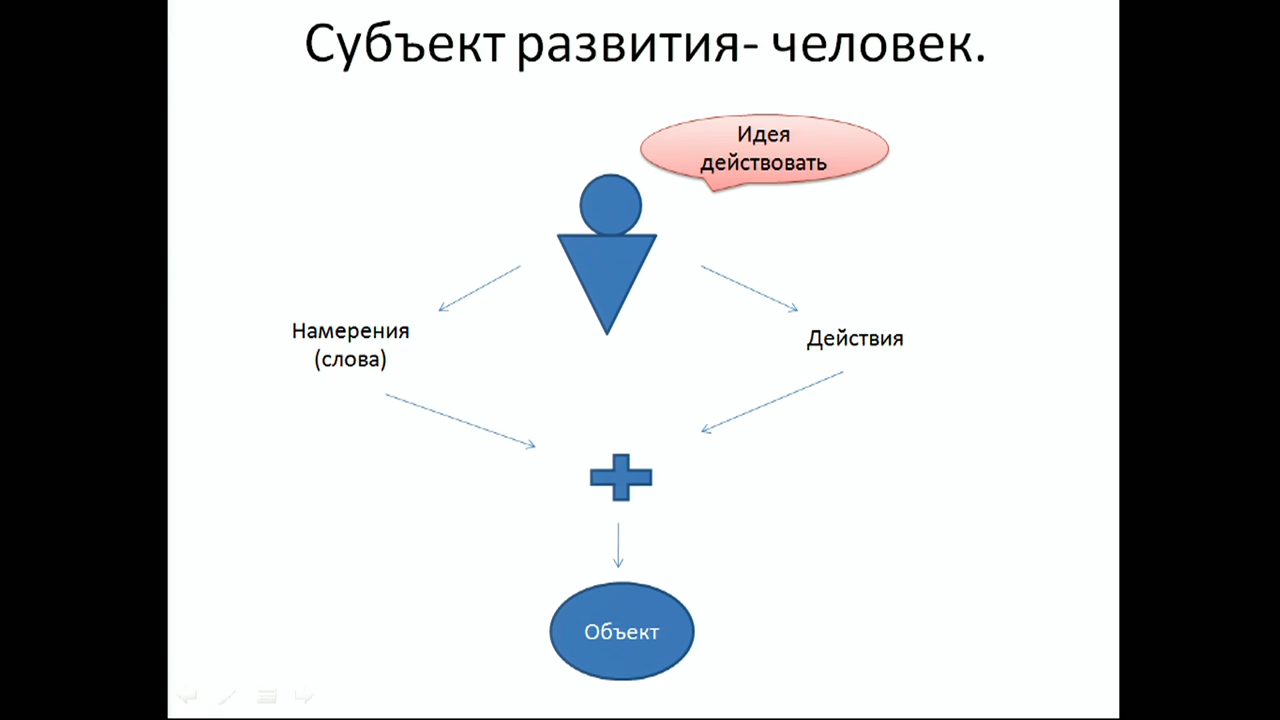 Субъект развития- человек.
Идея
действовать
Намерения
(слова)
Действия
Объект